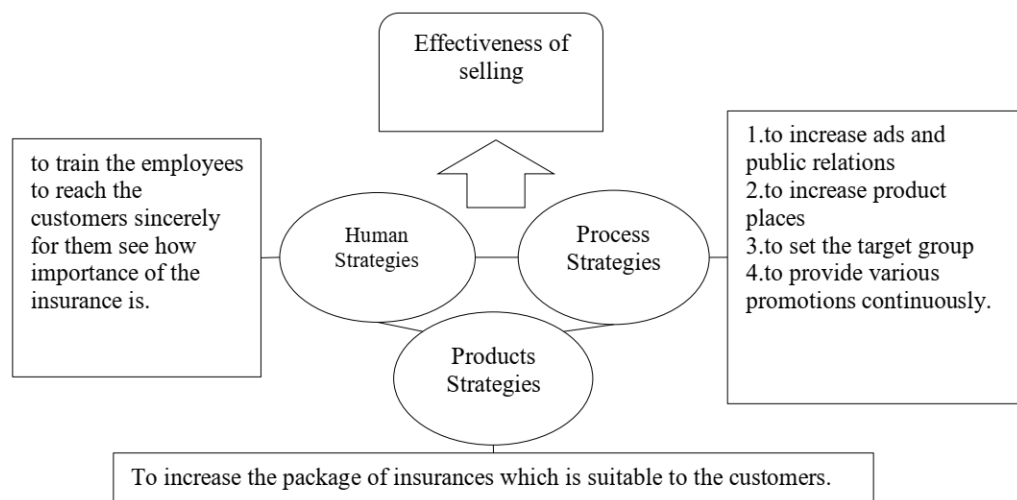 Effectiveness of
selling
to train the employees
to reach the
customers sincerely
for them see how
importance of the
insurance is.
Human
Strategies
Process
Strategies
1.to increase ads and
public relations
2.to increase product
places
3.to set the target group
4.to provide various
promotions continuously.
Products
Strategies
To increase the package of insurances which is suitable to the customers.